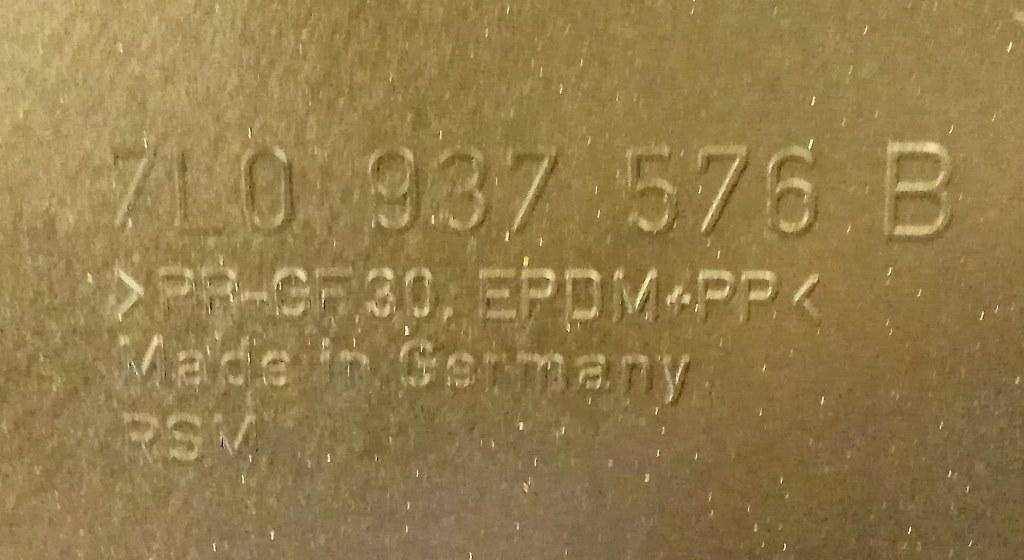 7L0 937 576 B
>PP-GF30, EPDM+PP<
Made in Germany
RSM